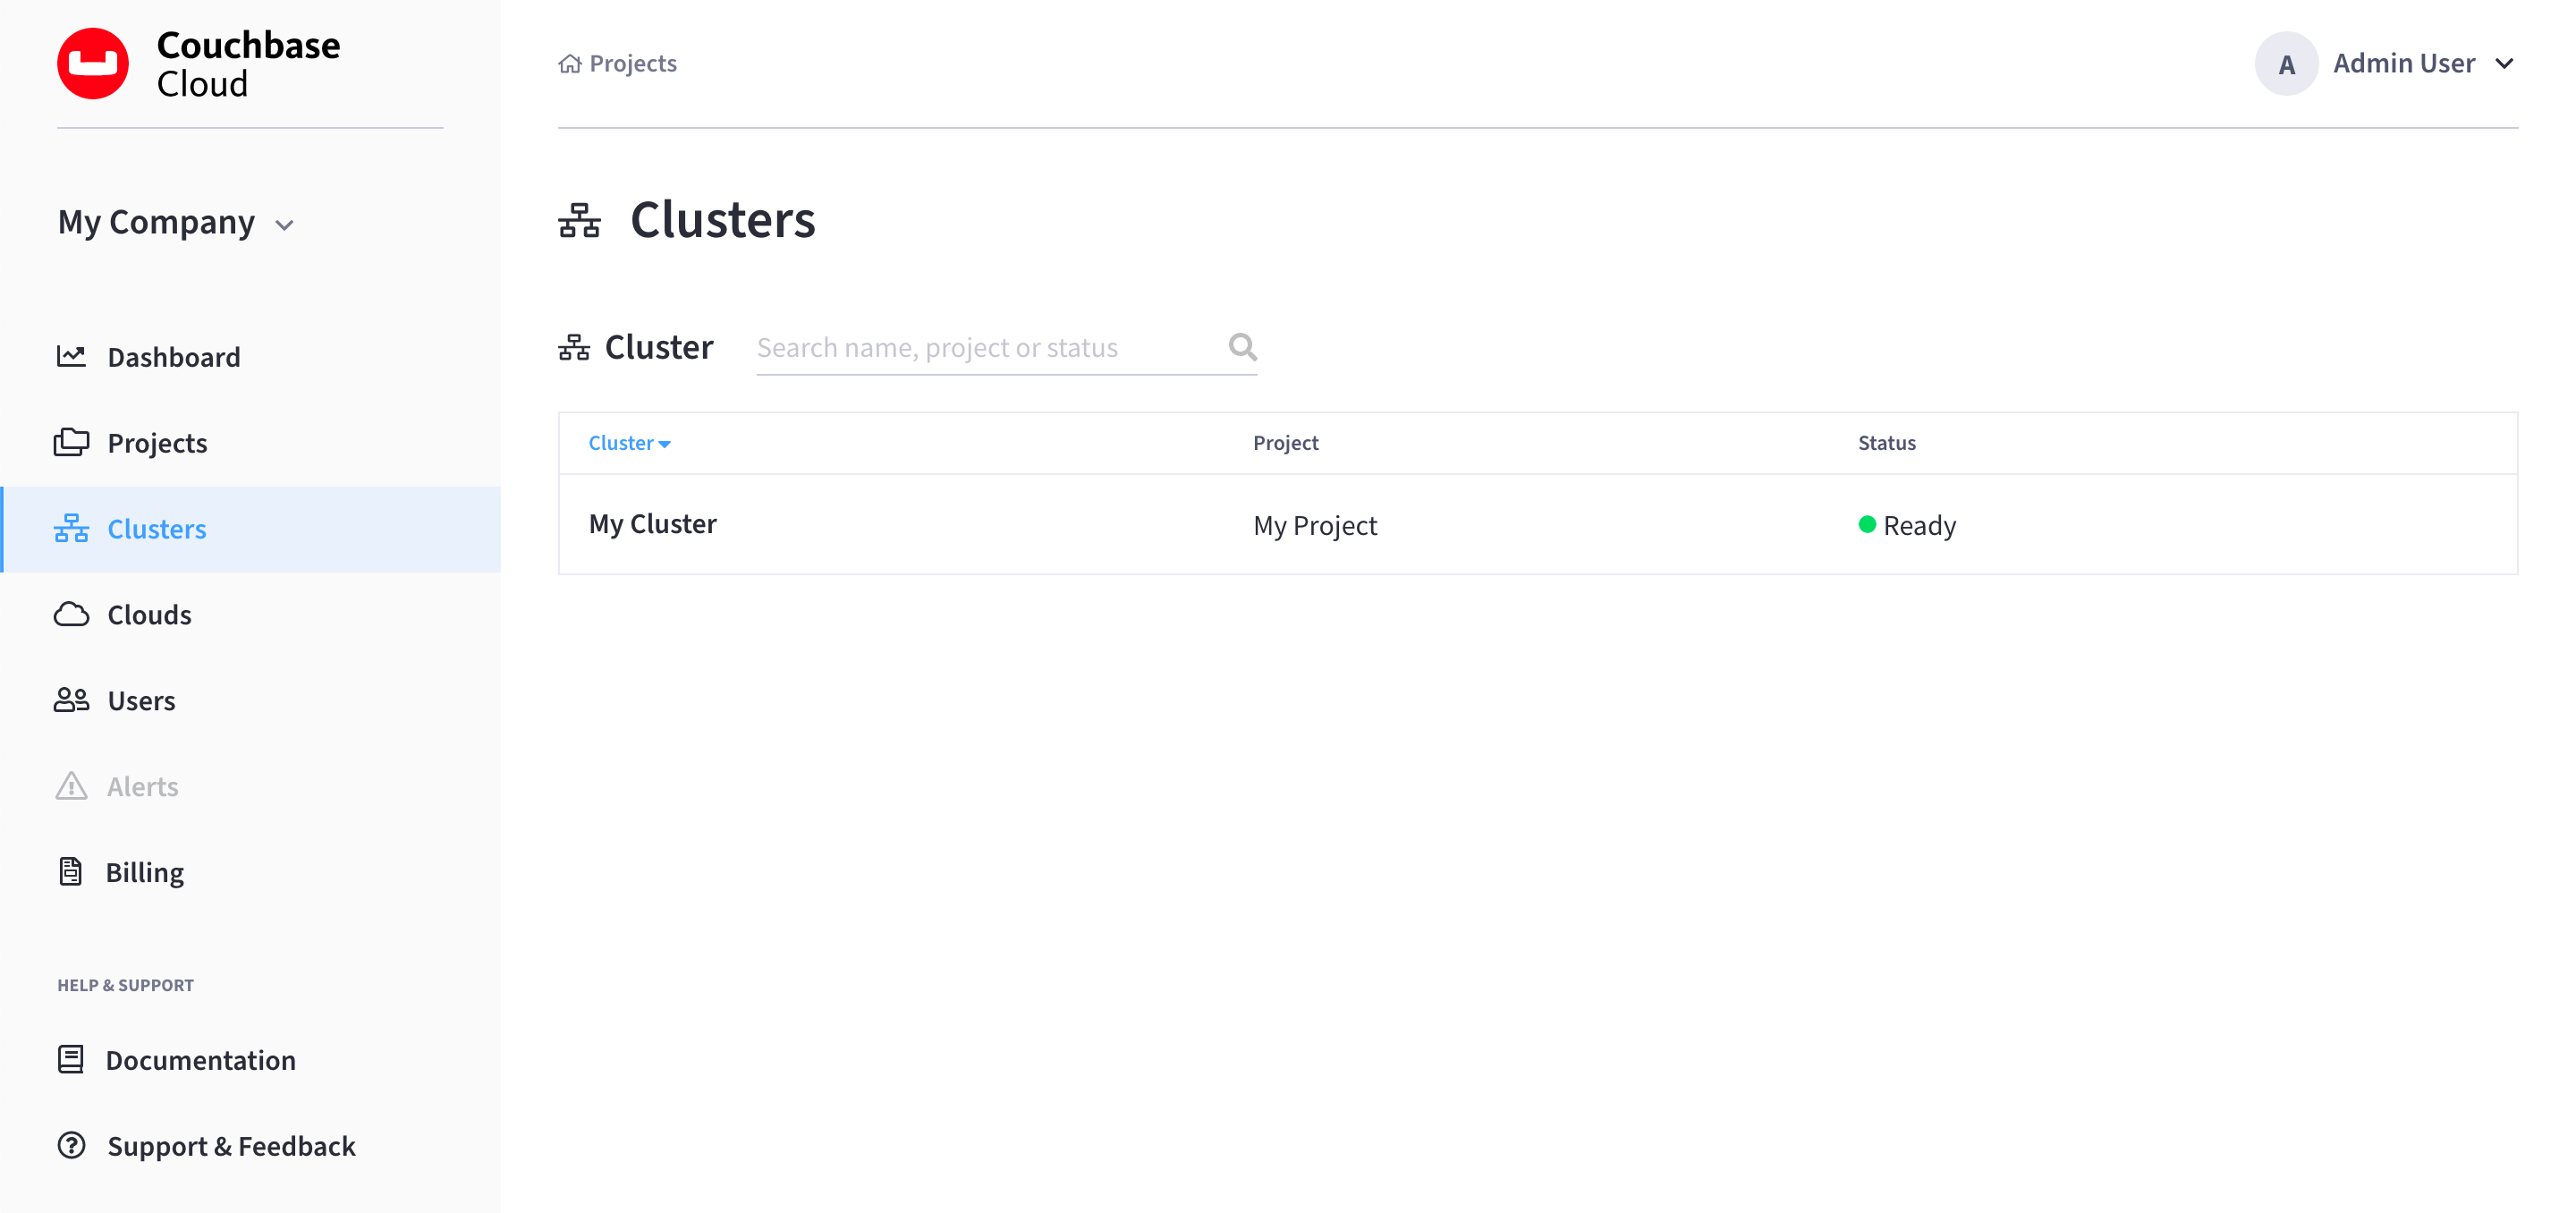 Couchbase
Cloud
Projects
A
Admin User
My Company
Clusters
Dashboard
Projects
Clusters
Clouds
Users
Alerts
Billing
HELP & SUPPORT
Documentation
Support & Feedback
Cluster
Search name, project or status
Cluster
Project
Status
My Cluster
My Project
Ready